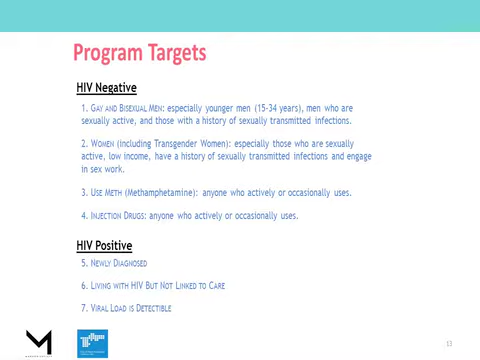 Program Targets
HIV Negative
1. GAY AND BISEXUAL MEN: especially younger men (15-34 years), men who are
sexually active, and those with a history of sexually transmitted infections.
2. WOMEN (including Transgender Women): especially those who are sexually
active, low income, have a history of sexually transmitted infections and engage
in sex work.
3. USE METH (Methamphetamine): anyone who actively or occasionally uses.
4. INJECTION DRUGS: anyone who actively or occasionally uses.
HIV Positive
5. NEWLY DIAGNOSED
6. LIVING WITH HIV BUT NOT LINKED TO CARE
7. VIRAL LOAD IS DETECTIBLE
13